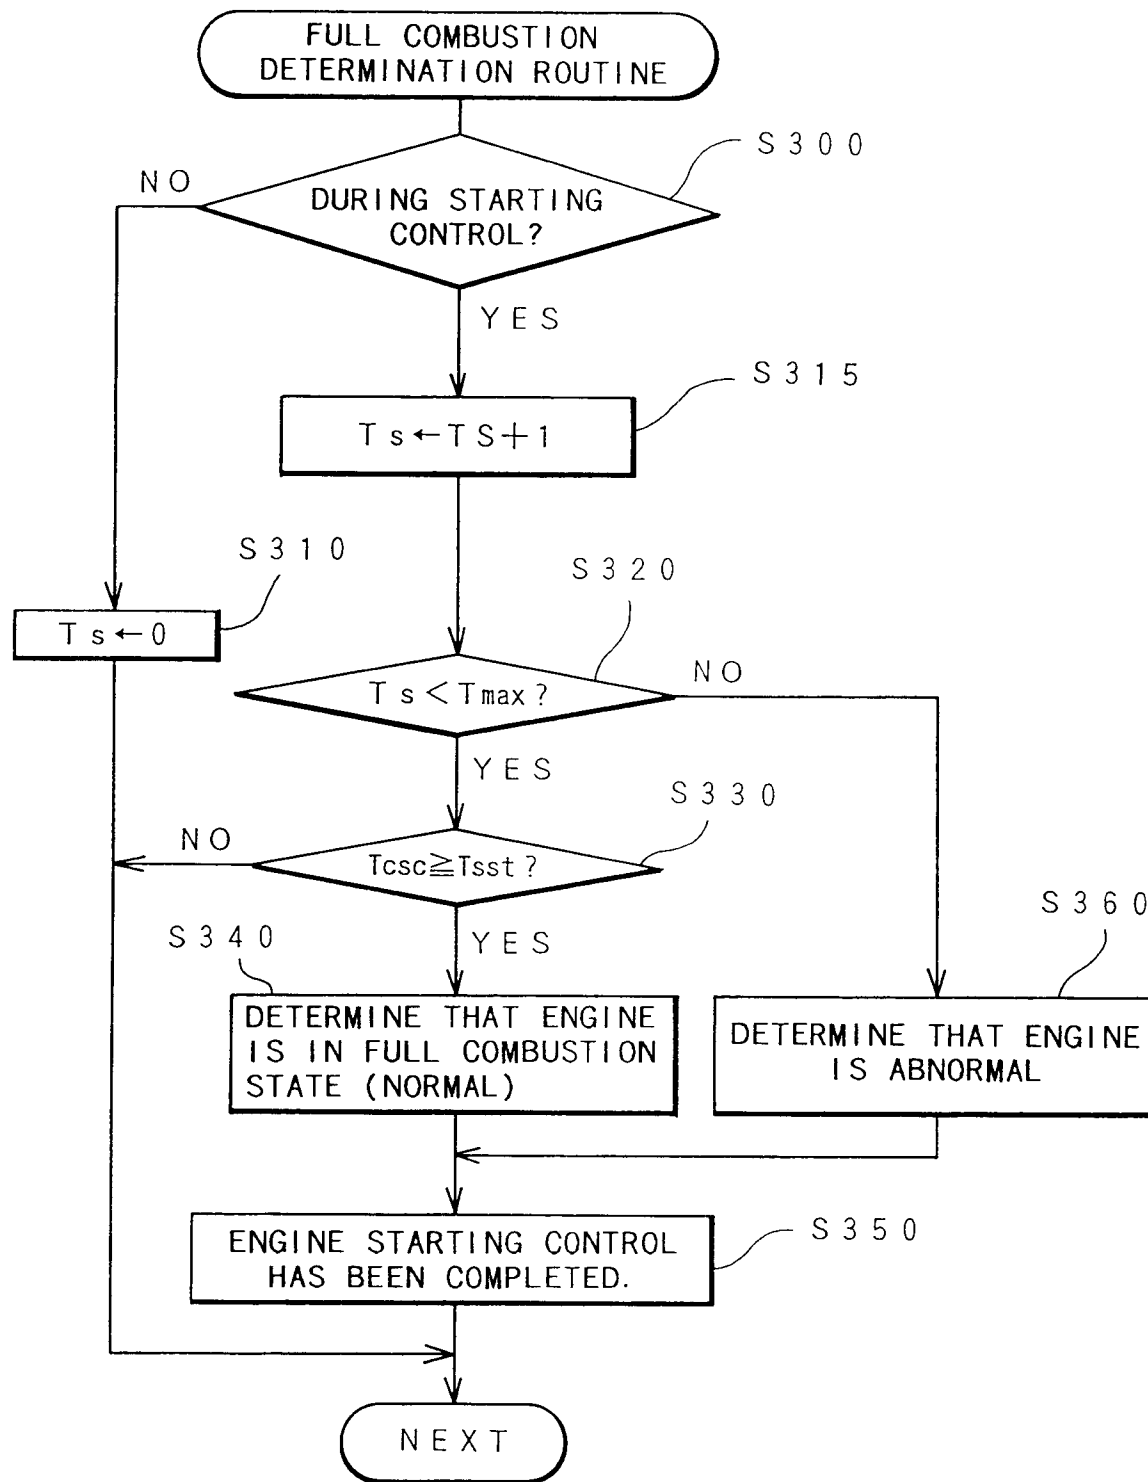 FULL COMBUSTION
DETERMINATION ROUTINE
S300
NO
DURING STARTING
CONTROL?
YES
S315
Ts←TS+1
S310
Ts←0
S320
Ts<Tmax?
NO
YES
S330
NO
Tcsc≧Tsst?
YES
S340
S360
DETERMINE THAT ENGINE
IS IN FULL COMBUSTION
STATE (NORMAL)
DETERMINE THAT ENGINE
IS ABNORMAL
S350
ENGINE STARTING CONTROL
HAS BEEN COMPLETED.
NEXT